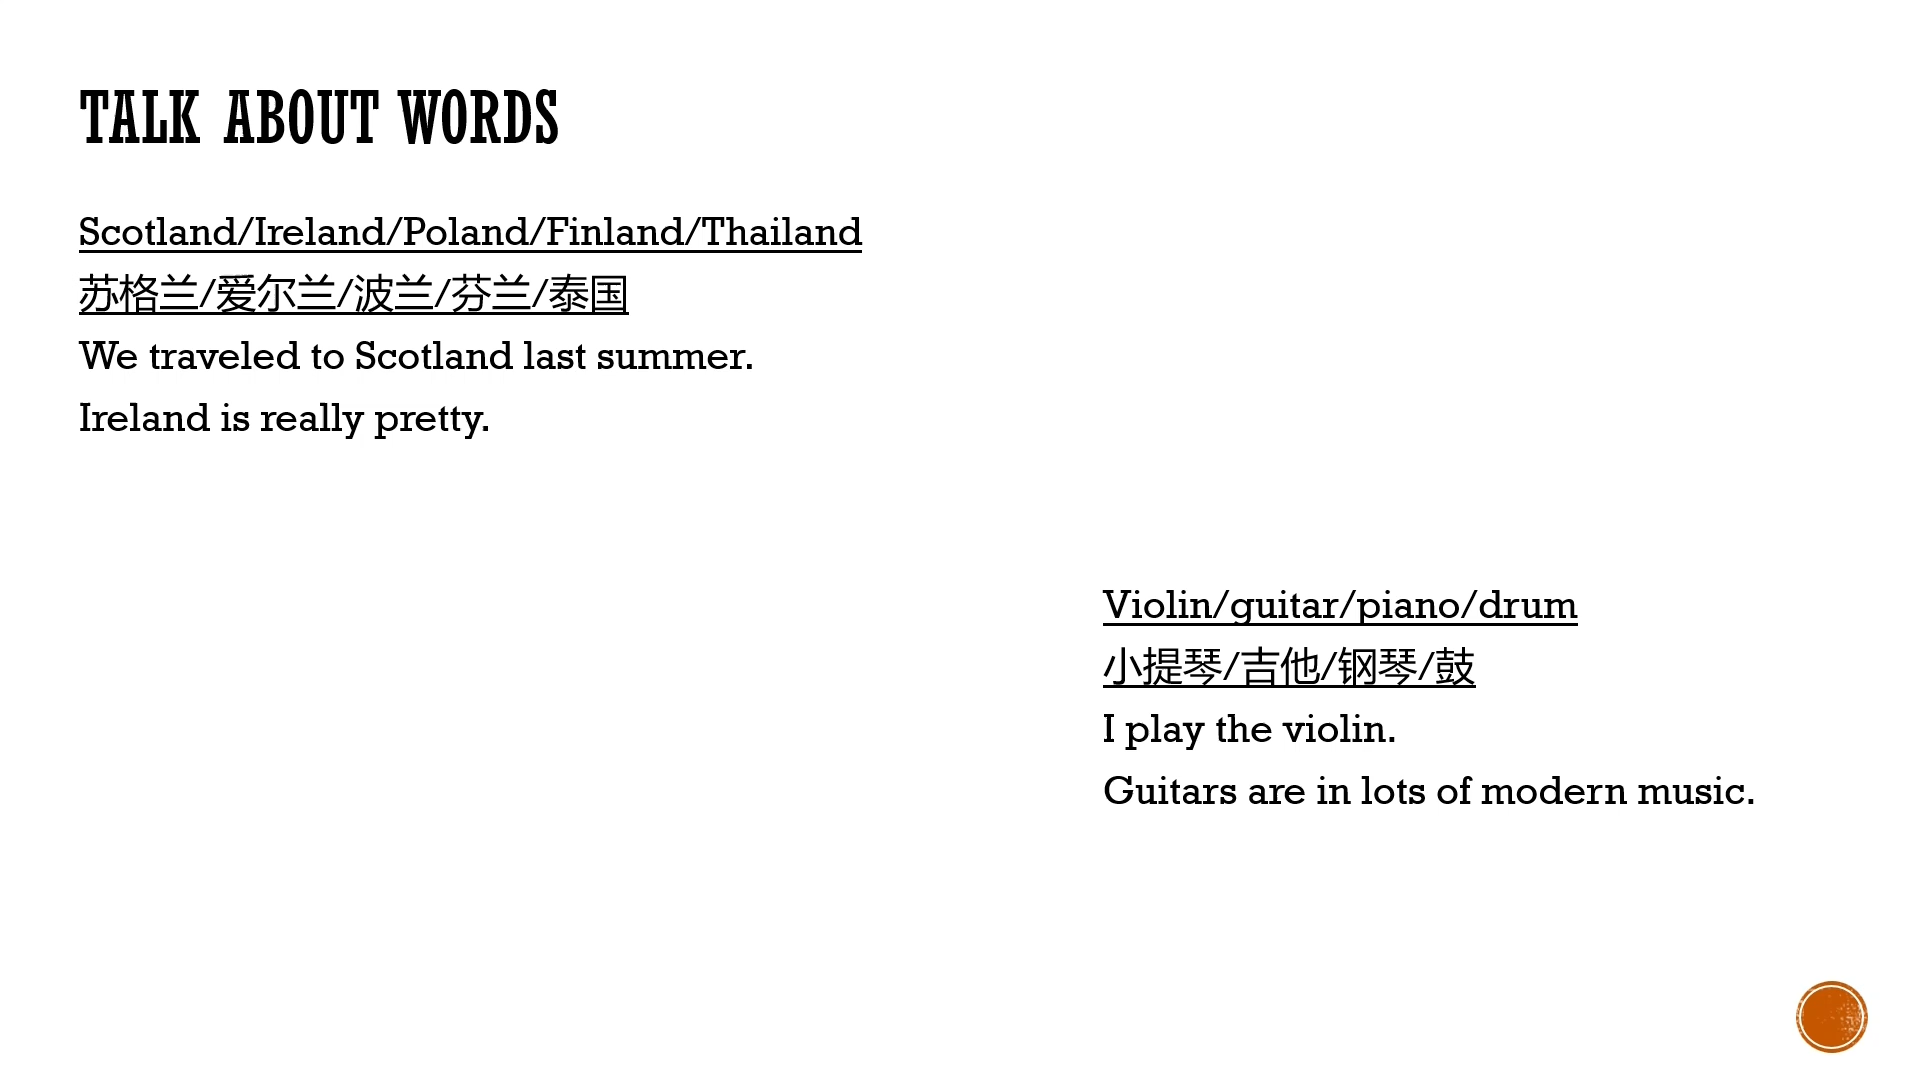 TALK ABOUT WORDS
Scotland/Ireland/Poland/Finland/Thailand
苏格兰/爱尔兰/波兰/芬兰/泰国
We traveled to Scotland last summer.
Ireland is really pretty.
Violin/guitar/piano/drum
小提琴/吉他/钢琴/鼓
I play the violin.
Guitars are in lots of modern music.